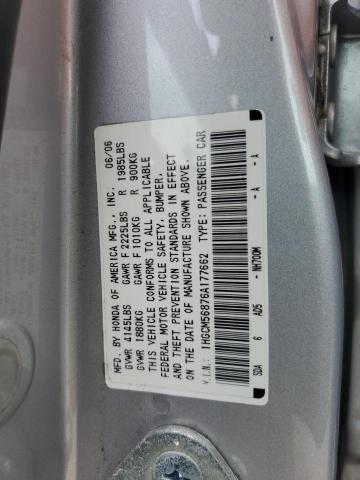 MFD. BY HONDA OF AMERICA MFG., INC. 06/06
GVWR 4145LBS GAWR F 2225LBS R 1985LBS
GVWR 1880KG GAWR F 1010KG R 900KG
THIS VEHICLE CONFORMS TO ALL APPLICABLE
FEDERAL MOTOR VEHICLE SAFETY, BUMPER,
AND THEFT PREVENTION STANDARDS IN EFFECT
ON THE DATE OF MANUFACTURE SHOWN ABOVE.
V.I.N.: 1HGCM56876A177662 TYPE: PASSENGER CAR
SDA 6 AD5 NH700M - A - A